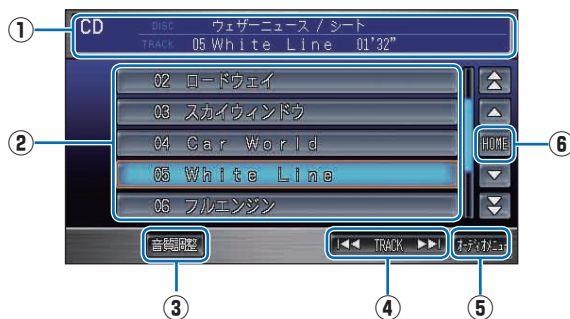 ①
CD DISC ウェザーニュース / シート
TRACK 05 White Line 01'32”
②
02 ロードウェイ
03 スカイウィンドウ
04 Car World
05 White Line
06 フルエンジン
HOME
⑥
音質調整
TRACK
オーディオメニュー
③
④
⑤